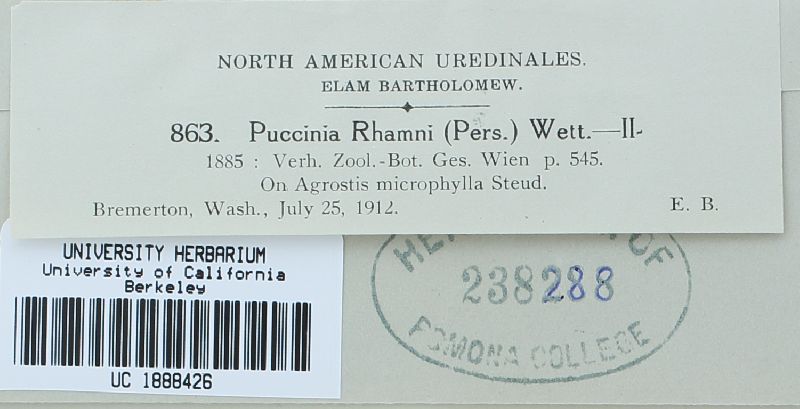 NORTH AMERICAN UREDINALES.
ELAM BARTHOLOMEW.
863. Puccinia Rhamni (Pers.) Wett.—II-
1885 : Verh. Zool.-Bot. Ges. Wien p. 545.
On Agrostis microphylla Steud.
Bremerton, Wash., July 25, 1912. E. B.
UNIVERSITY HERBARIUM
University of California
Berkeley
UC 1888426
OF
238288
POMONA COLLEGE